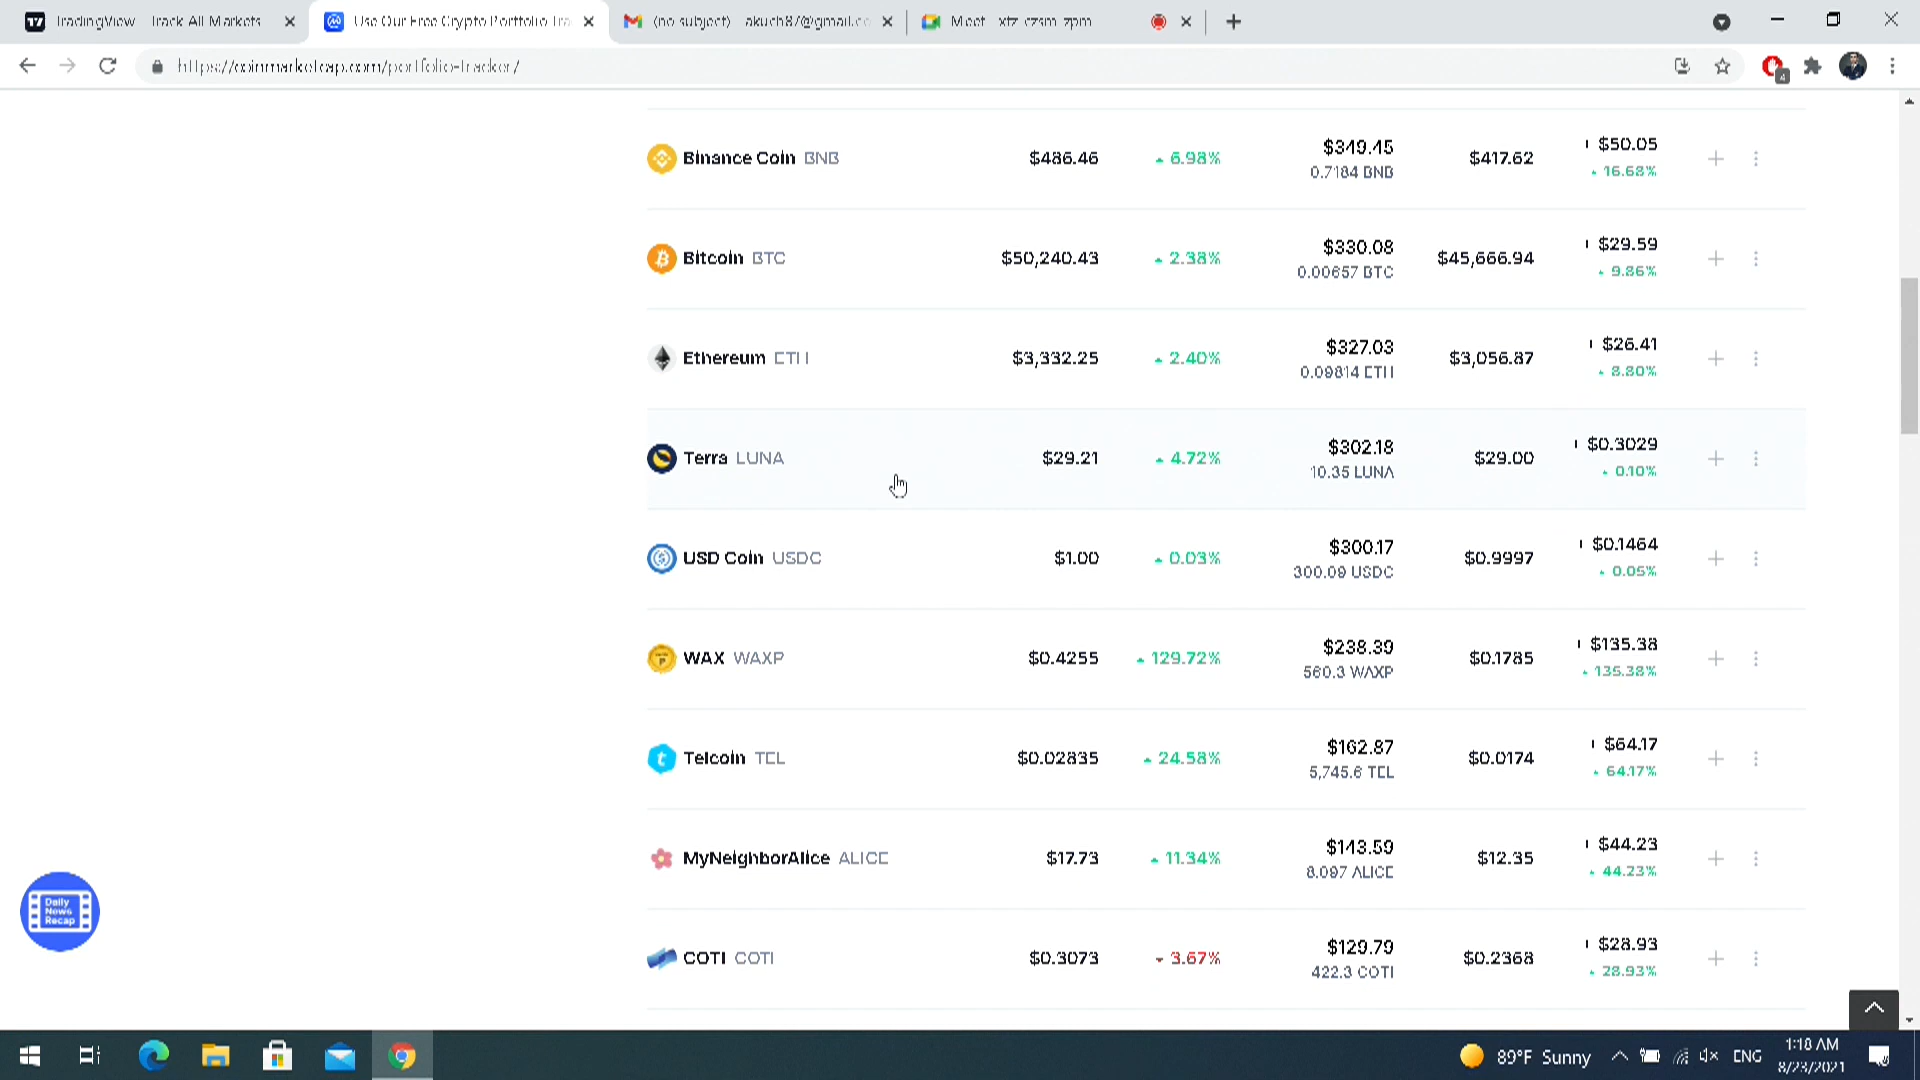 TradingView Track All Markets
Use Our Free Crypto Portfolio Tra
(no subject) akuch87@gmail.co
Meet xtz czsm zpm
https://coinmarketcap.com/portfolio-tracker/
4
Binance Coin BNB $486.46 6.98% $349.45 0.7184 BNB $417.62 $50.05 16.68%
Bitcoin BTC $50,240.43 2.38% $330.08 0.00657 BTC $45,666.94 $29.59 9.86%
Ethereum ETH $3,332.25 2.40% $327.03 0.09814 ETH $3,056.87 $26.41 8.80%
Terra LUNA $29.21 4.72% $302.18 10.35 LUNA $29.00 $0.3029 0.10%
USD Coin USDC $1.00 0.03% $300.17 300.09 USDC $0.9997 $0.1464 0.05%
WAX WAXP $0.4255 129.72% $238.39 560.3 WAXP $0.1785 $135.38 135.38%
Telcoin TEL $0.02835 24.58% $162.87 5,745.6 TEL $0.0174 $64.17 64.17%
MyNeighborAlice ALICE $17.73 11.34% $143.59 8.097 ALICE $12.35 $44.23 44.23%
COTI COTI $0.3073 3.67% $129.79 422.3 COTI $0.2368 $28.93 28.93%
Daily
News
Recap
89°F Sunny
ENG
1:18 AM
8/23/2021